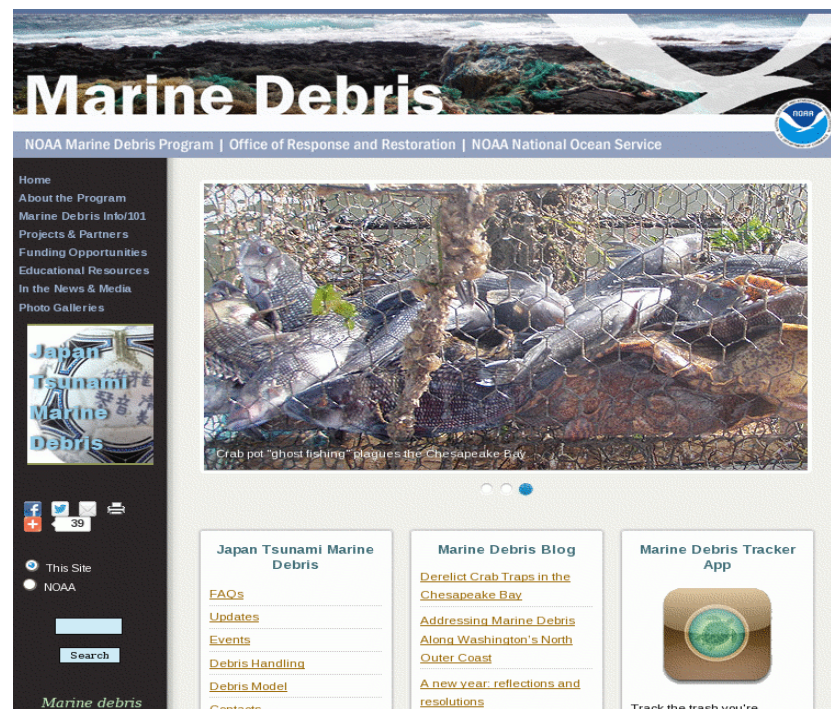 Marine Debris
NOAA
NOAA Marine Debris Program | Office of Response and Restoration | NOAA National Ocean Service
Home
About the Program
Marine Debris Info/101
Projects & Partners
Funding Opportunities
Educational Resources
In the News & Media
Photo Galleries
Japan
Tsunami
Marine
Debris
39
This Site
NOAA
Search
Marine debris
Crab pot "ghost fishing" plagues the Chesapeake Bay
Japan Tsunami Marine
Debris
FAQs
Updates
Events
Debris Handling
Debris Model
Contacts
Marine Debris Blog
Derelict Crab Traps in the
Chesapeake Bay
Addressing Marine Debris
Along Washington's North
Outer Coast
A new year: reflections and
resolutions
Marine Debris Tracker
App
Track the trash you're